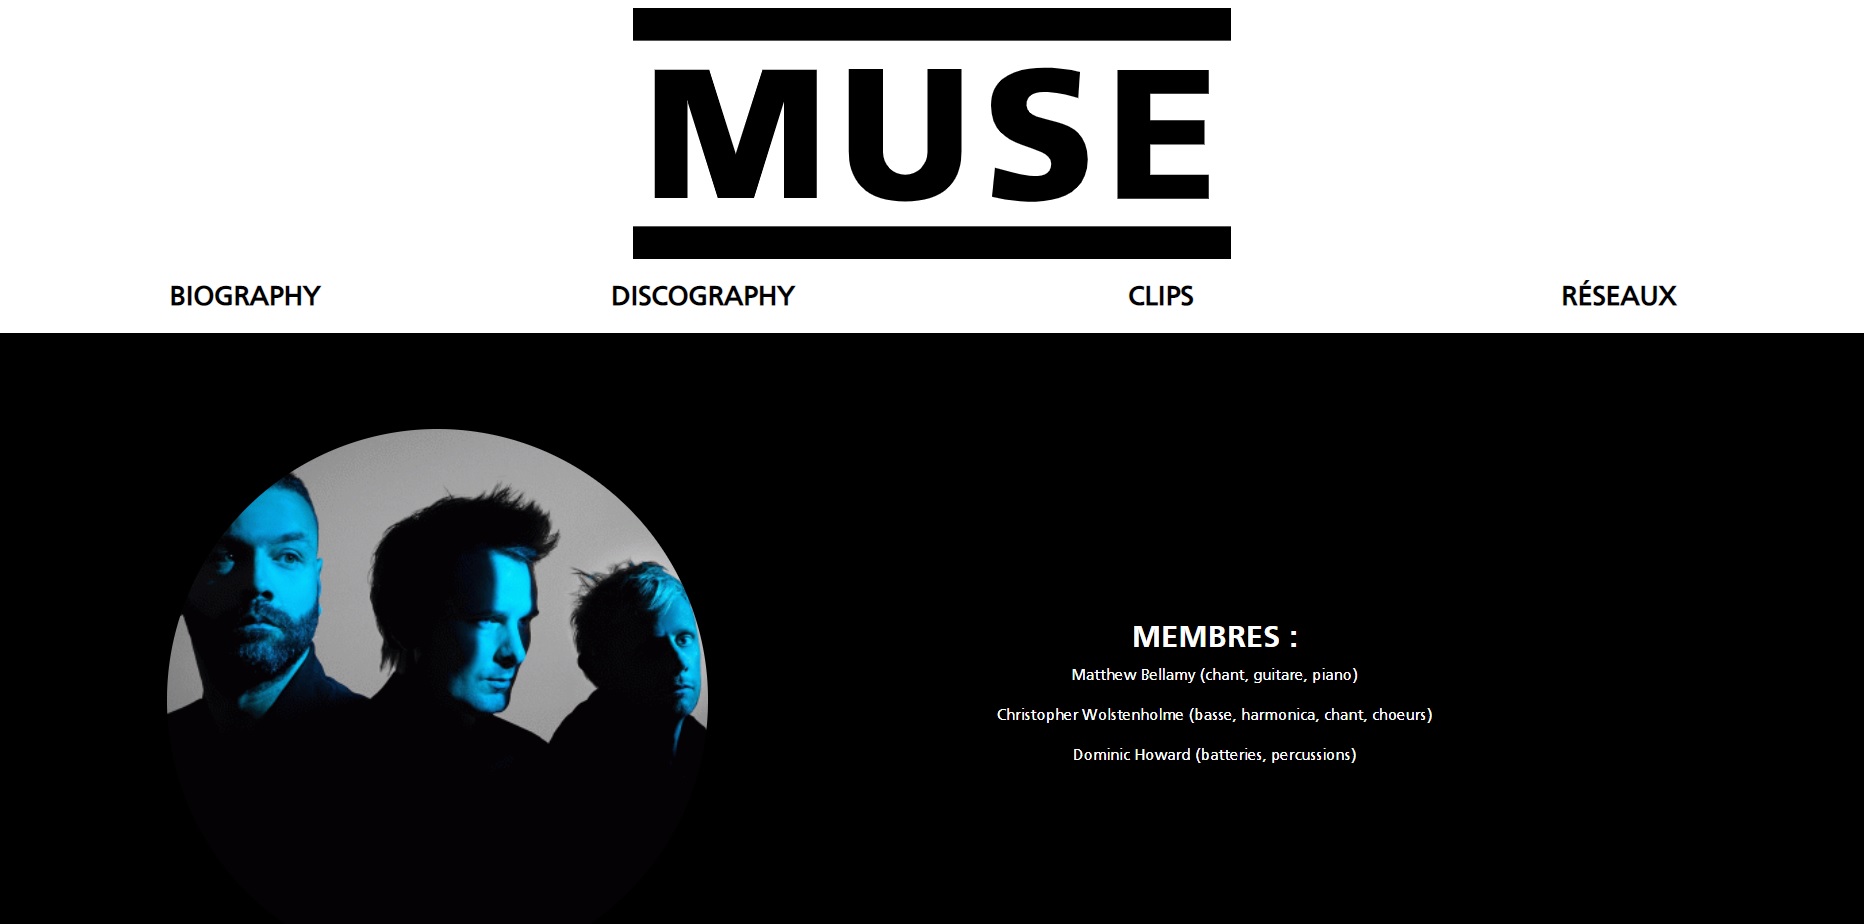 MUSE
BIOGRAPHY DISCOGRAPHY CLIPS RÉSEAUX
MEMBRES :
Matthew Bellamy (chant, guitare, piano)
Christopher Wolstenholme (basse, harmonica, chant, choeurs)
Dominic Howard (batteries, percussions)